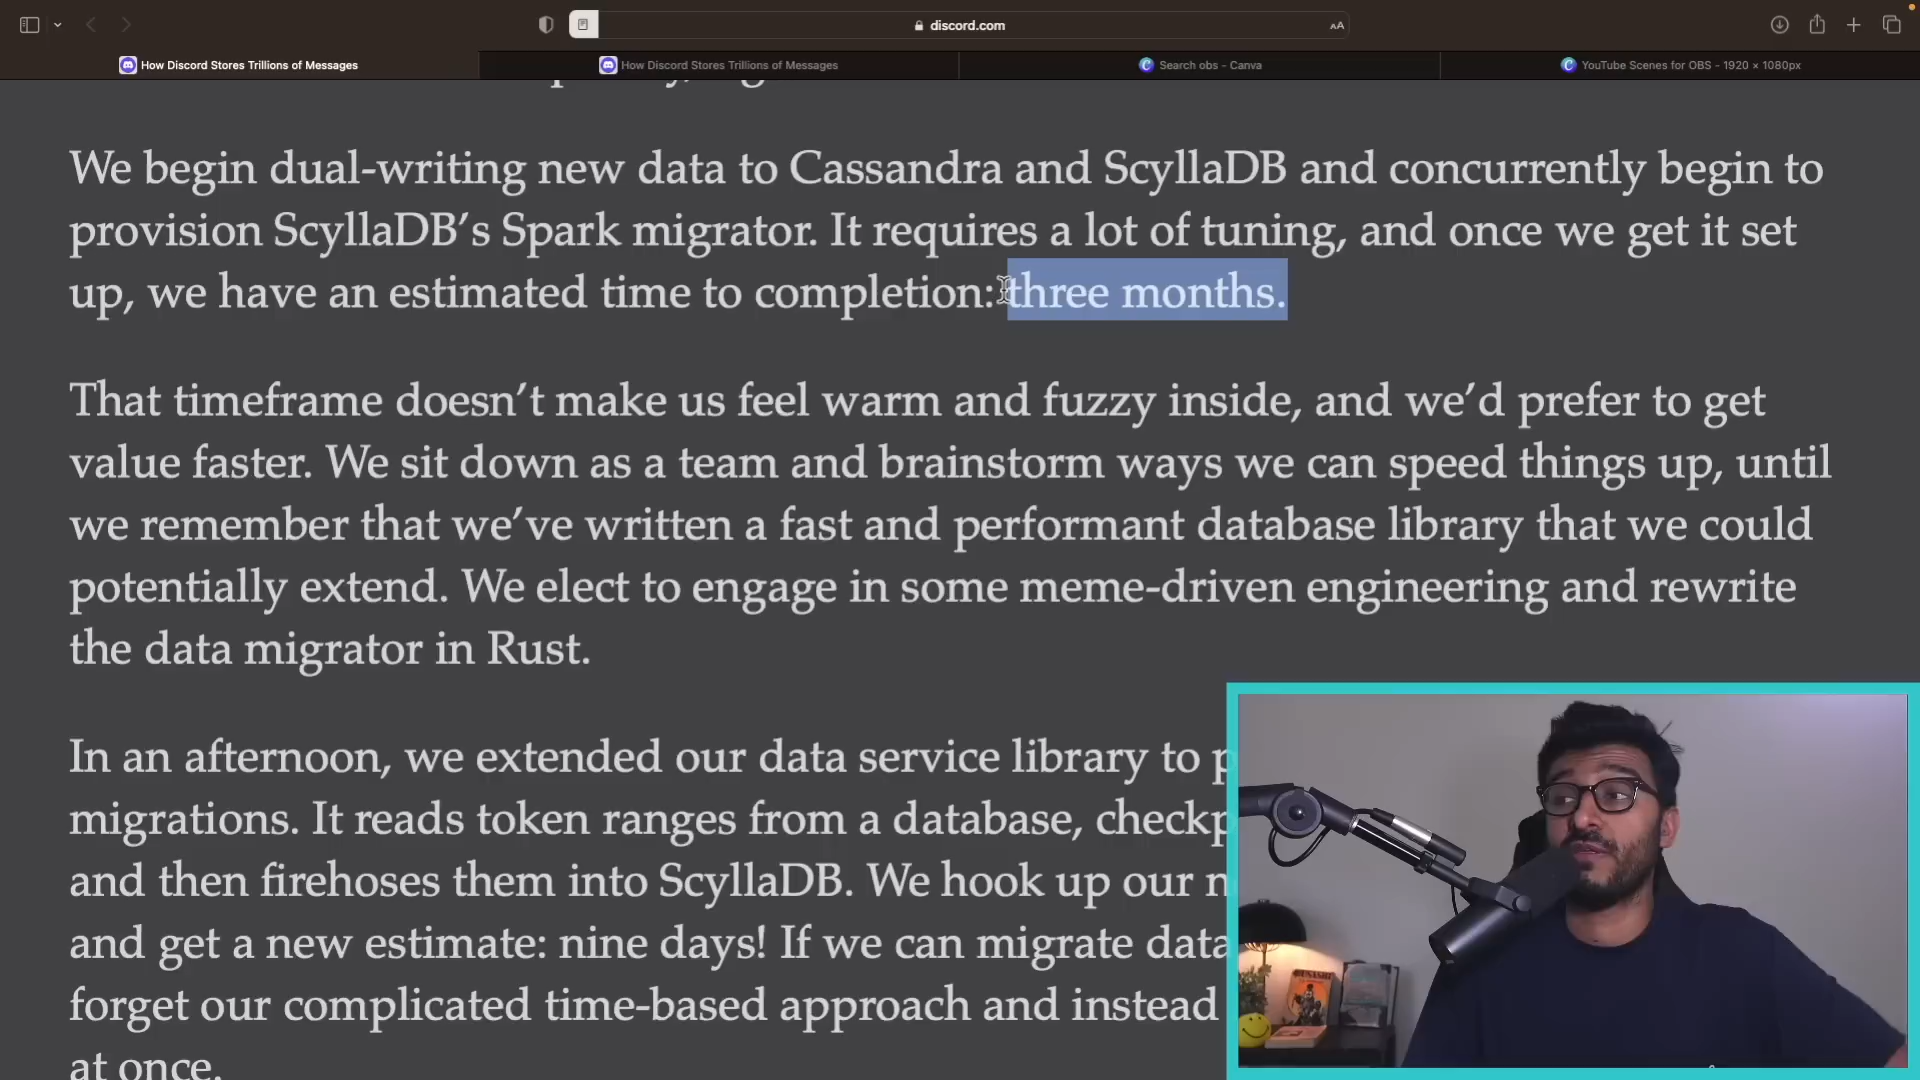 discord.com
AA
How Discord Stores Trillions of Messages
How Discord Stores Trillions of Messages
Search obs - Canva
YouTube Scenes for OBS - 1920 × 1080px
We begin dual-writing new data to Cassandra and ScyllaDB and concurrently begin to
provision ScyllaDB’s Spark migrator. It requires a lot of tuning, and once we get it set
up, we have an estimated time to completion: three months.
That timeframe doesn’t make us feel warm and fuzzy inside, and we’d prefer to get
value faster. We sit down as a team and brainstorm ways we can speed things up, until
we remember that we’ve written a fast and performant database library that we could
potentially extend. We elect to engage in some meme-driven engineering and rewrite
the data migrator in Rust.
In an afternoon, we extended our data service library to p
migrations. It reads token ranges from a database, checkp
and then firehoses them into ScyllaDB. We hook up our
and get a new estimate: nine days! If we can migrate data
forget our complicated time-based approach and instead
at once.